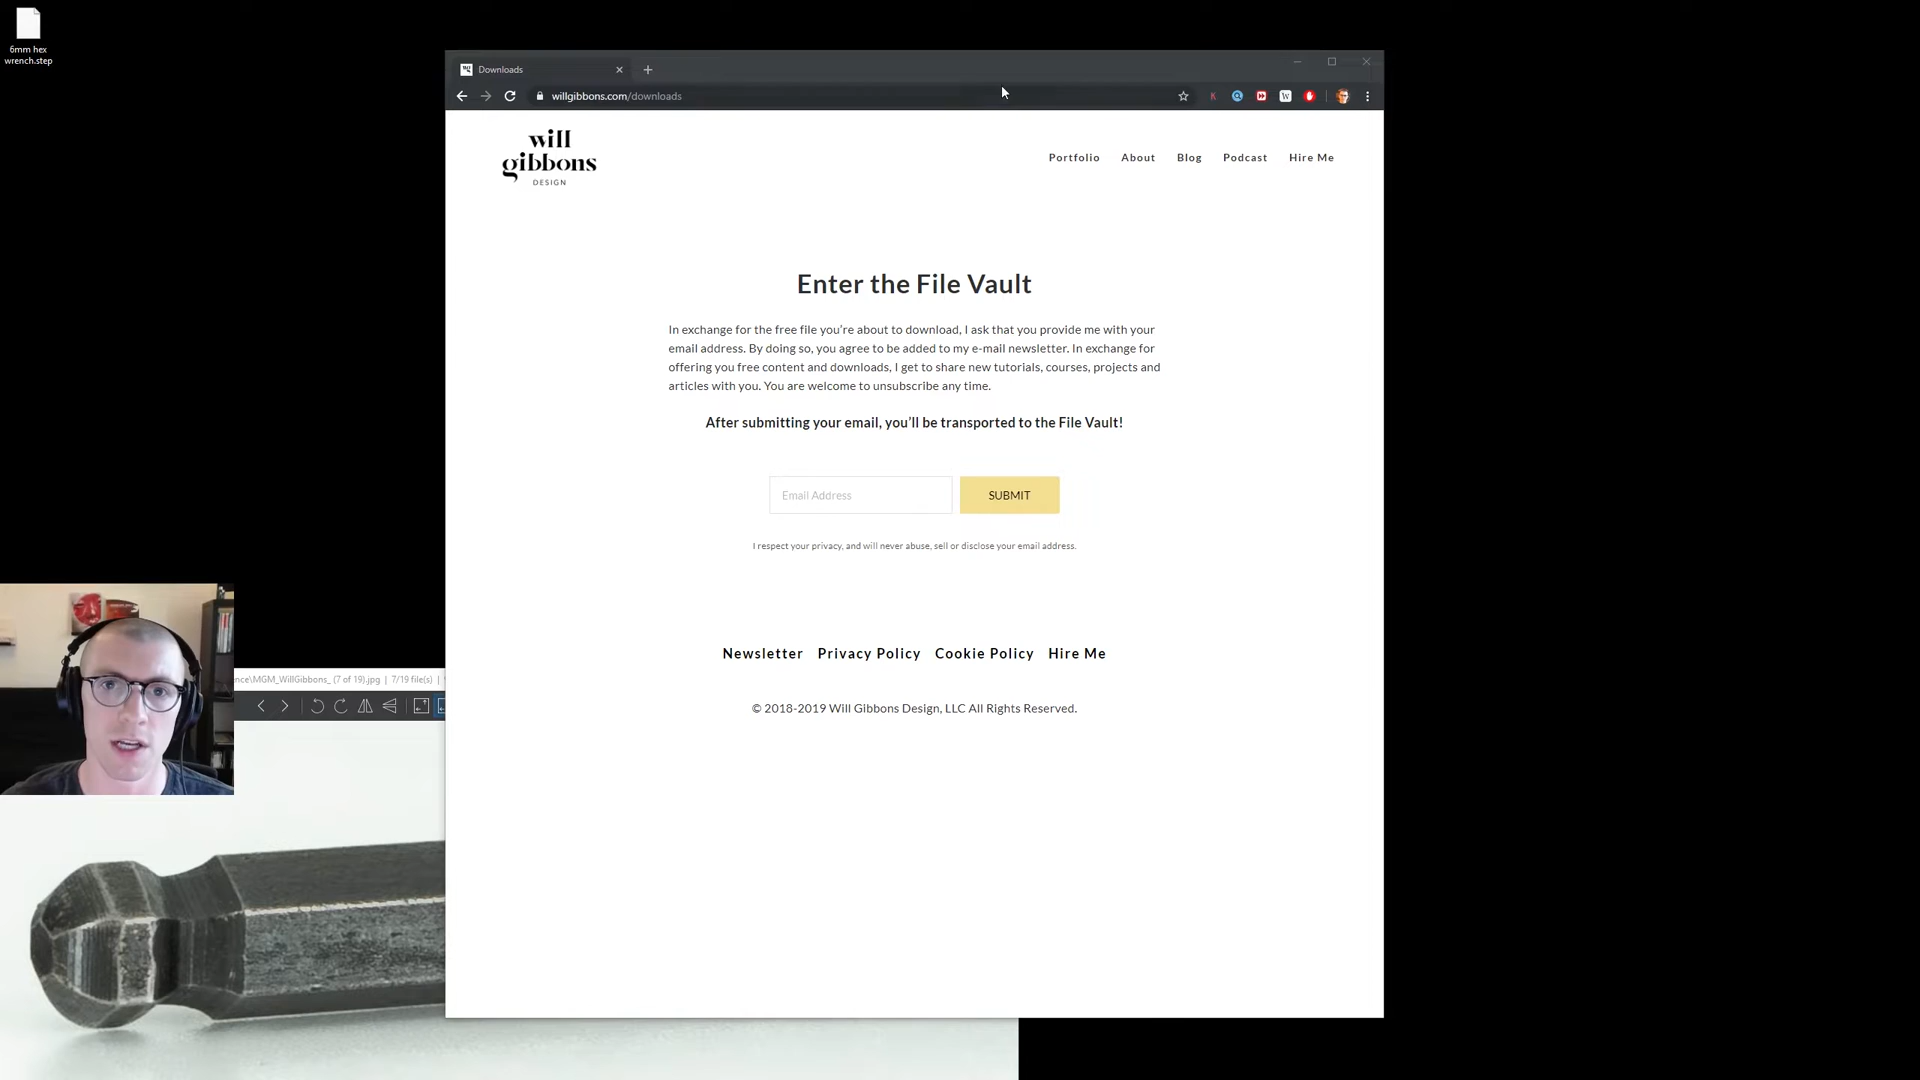 6mm hex
wrench.step
Downloads
willgibbons.com/downloads
will
gibbons
DESIGN
Portfolio About Blog Podcast Hire Me
Enter the File Vault
In exchange for the free file you’re about to download, I ask that you provide me with your
email address. By doing so, you agree to be added to my e-mail newsletter. In exchange for
offering you free content and downloads, I get to share new tutorials, courses, projects and
articles with you. You are welcome to unsubscribe any time.
After submitting your email, you’ll be transported to the File Vault!
Email Address SUBMIT
I respect your privacy, and will never abuse, sell or disclose your email address.
Newsletter Privacy Policy Cookie Policy Hire Me
© 2018-2019 Will Gibbons Design, LLC All Rights Reserved.
ence\MGM_WillGibbons_ (7 of 19).jpg | 7/19 file(s) |